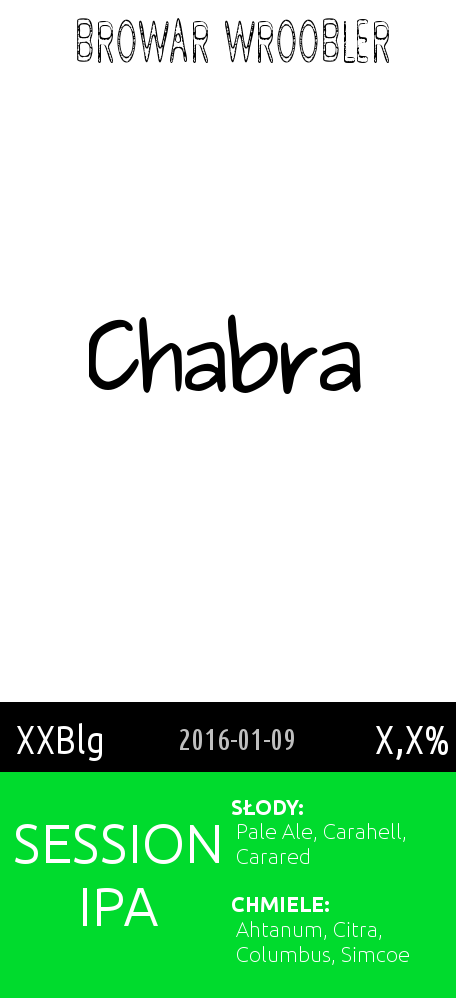 BROWAR WROOBLER
Chabra
XXBlg 2016-01-09 X,X%
SESSION
IPA
SŁODY:
Pale Ale, Carahell,
Carared
CHMIELE:
Ahtanum, Citra,
Columbus, Simcoe